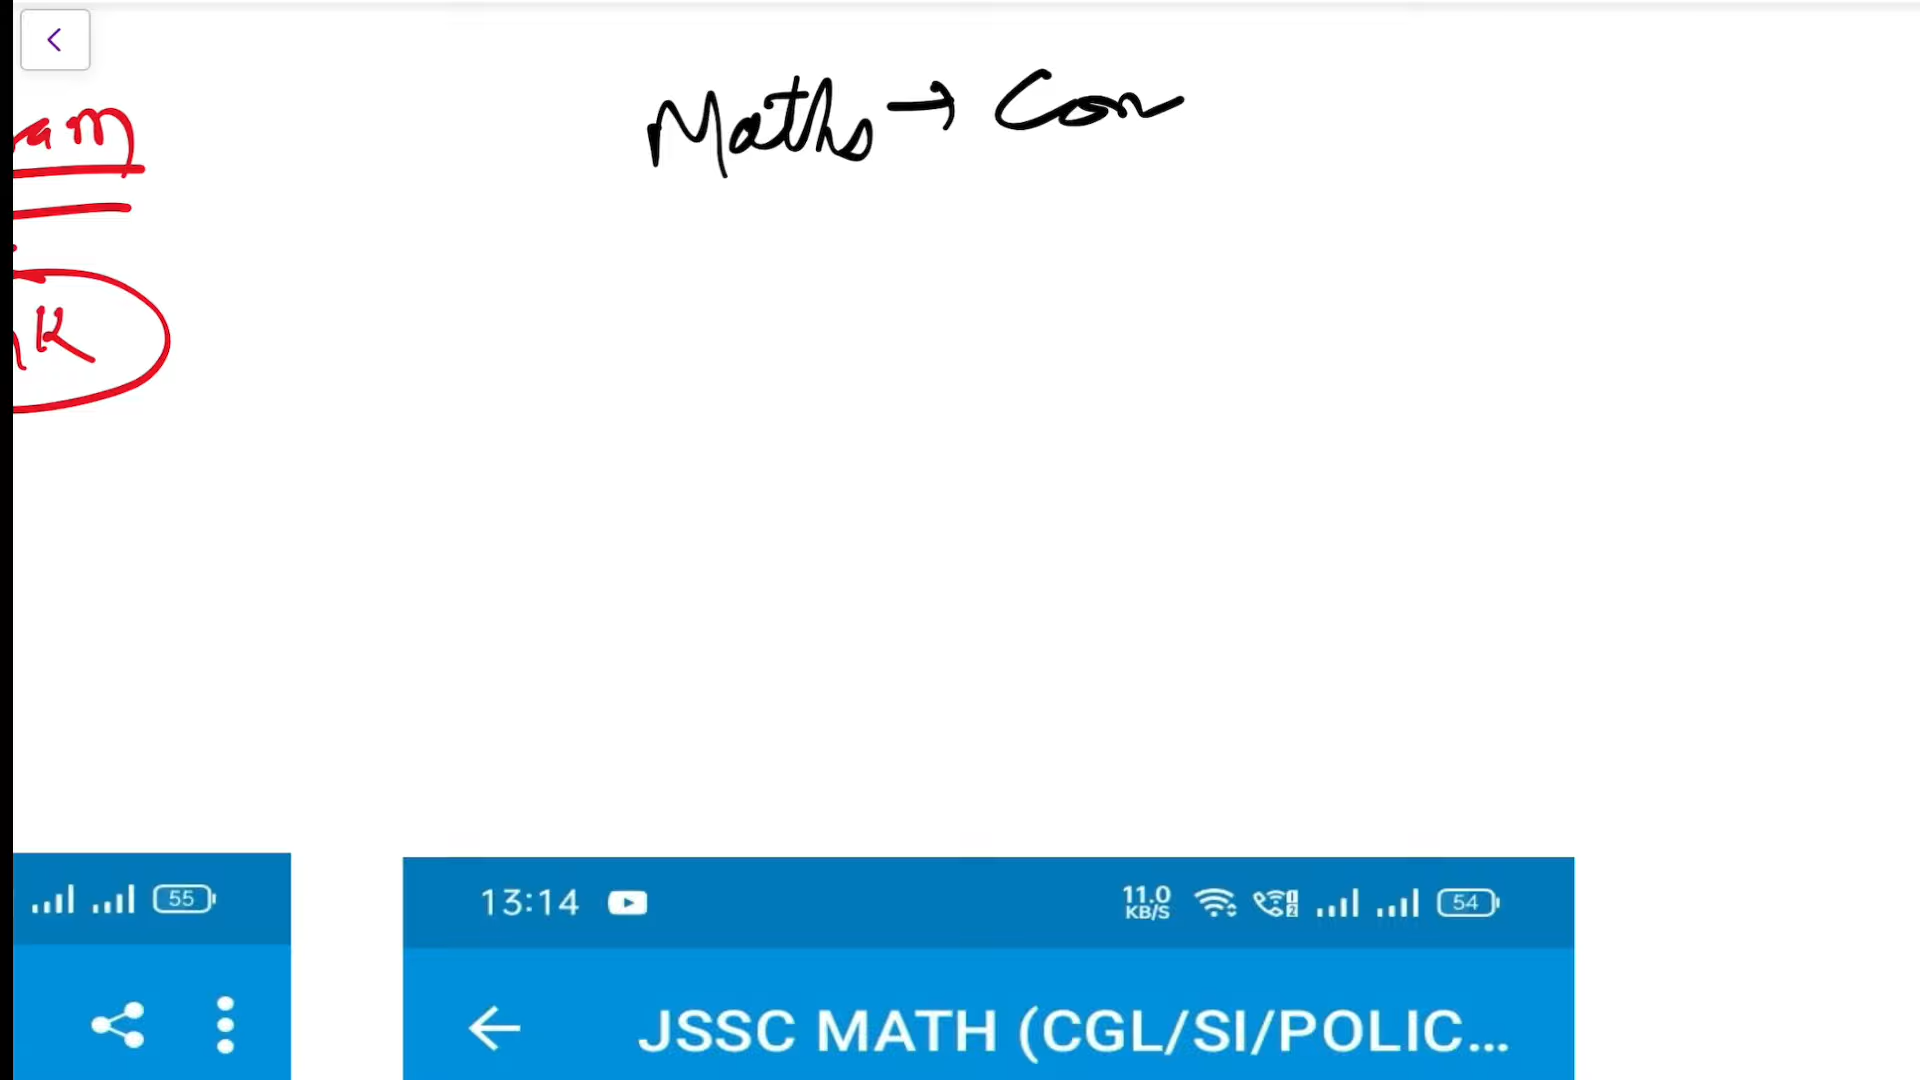 Maths → Con
am
K
55
13:14
11.0
KB/S
54
JSSC MATH (CGL/SI/POLIC...